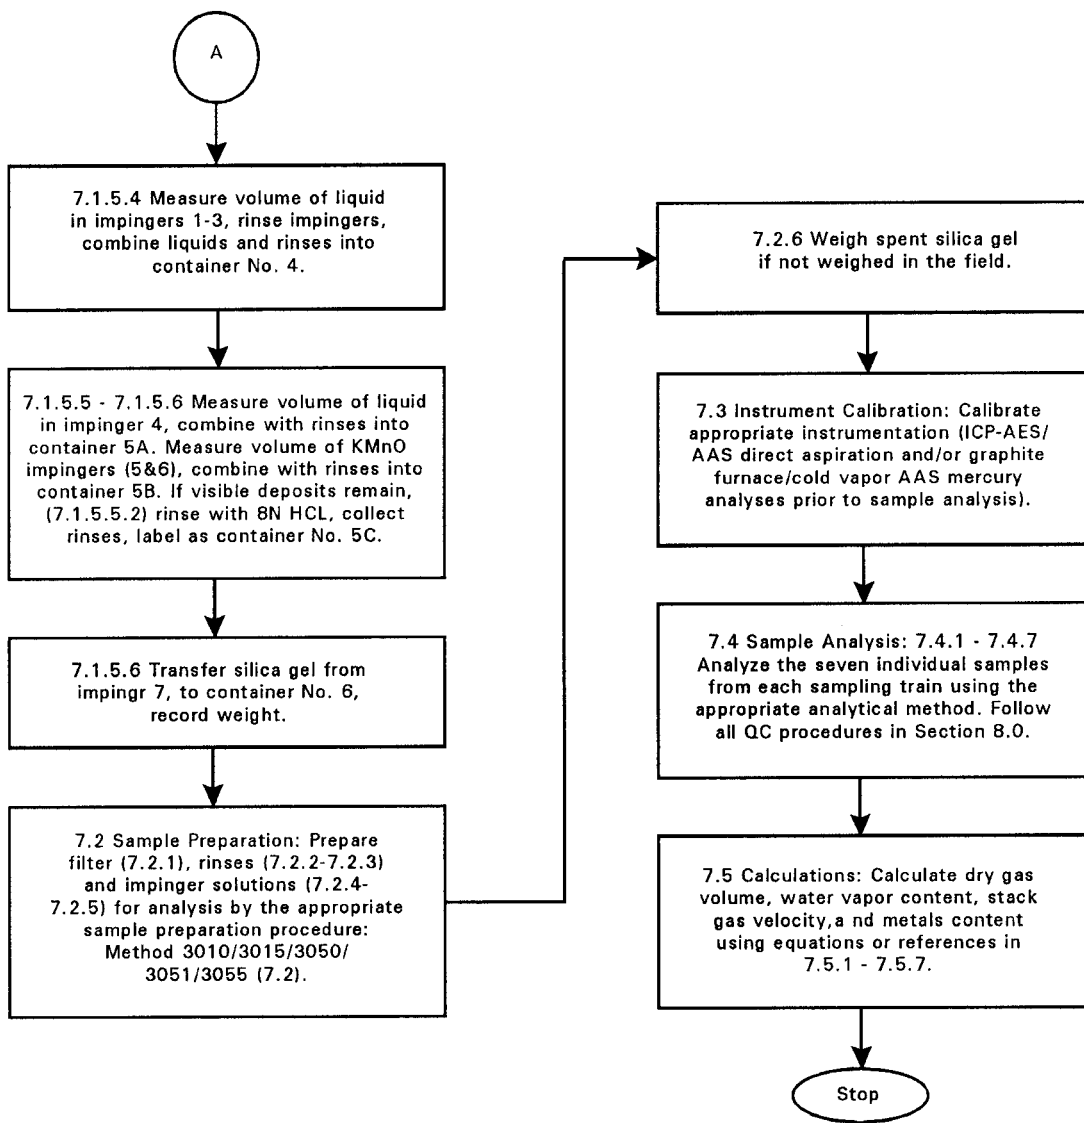 A
7.1.5.4 Measure volume of liquid
in impingers 1-3, rinse impingers,
combine liquids and rinses into
container No. 4.
7.1.5.5 - 7.1.5.6 Measure volume of liquid
in impinger 4, combine with rinses into
container 5A. Measure volume of KMnO
impingers (5&6), combine with rinses into
container 5B. If visible deposits remain,
(7.1.5.5.2) rinse with 8N HCL, collect
rinses, label as container No. 5C.
7.1.5.6 Transfer silica gel from
impingr 7, to container No. 6,
record weight.
7.2 Sample Preparation: Prepare
filter (7.2.1), rinses (7.2.2-7.2.3)
and impinger solutions (7.2.4-
7.2.5) for analysis by the appropriate
sample preparation procedure:
Method 3010/3015/3050/
3051/3055 (7.2).
7.2.6 Weigh spent silica gel
if not weighed in the field.
7.3 Instrument Calibration: Calibrate
appropriate instrumentation (ICP-AES/
AAS direct aspiration and/or graphite
furnace/cold vapor AAS mercury
analyses prior to sample analysis).
7.4 Sample Analysis: 7.4.1 - 7.4.7
Analyze the seven individual samples
from each sampling train using the
appropriate analytical method. Follow
all QC procedures in Section 8.0.
7.5 Calculations: Calculate dry gas
volume, water vapor content, stack
gas velocity,a nd metals content
using equations or references in
7.5.1 - 7.5.7.
Stop